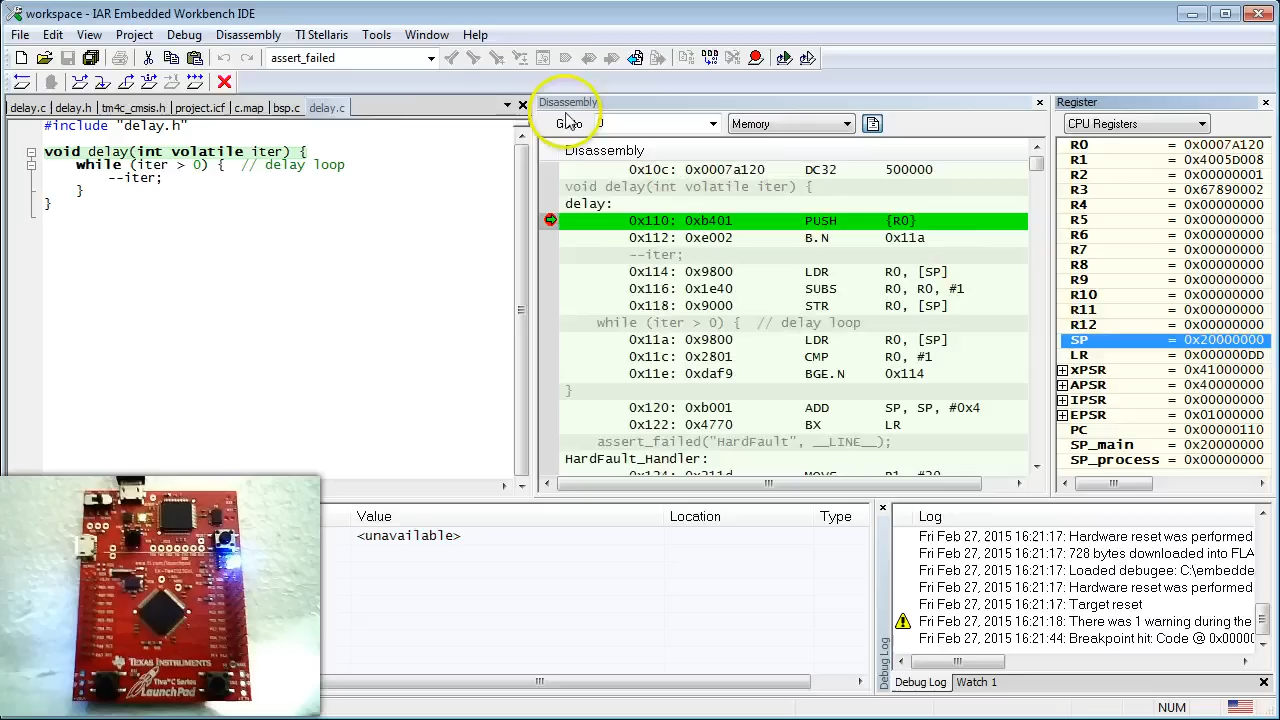 workspace - IAR Embedded Workbench IDE
File Edit View Project Debug Disassembly TI Stellaris Tools Window Help
assert_failed
delay.c delay.h tm4c_cmsis.h project.icf c.map bsp.c delay.c
#include "delay.h"
void delay(int volatile iter) {
while (iter > 0) { // delay loop
--iter;
}
}
Disassembly
Memory
Disassembly
0x10c: 0x0007a120 DC32 500000
void delay(int volatile iter) {
delay:
0x110: 0xb401 PUSH {R0}
0x112: 0xe002 B.N 0x11a
--iter;
0x114: 0x9800 LDR R0, [SP]
0x116: 0x1e40 SUBS R0, R0, #1
0x118: 0x9000 STR R0, [SP]
while (iter > 0) { // delay loop
0x11a: 0x9800 LDR R0, [SP]
0x11c: 0x2801 CMP R0, #1
0x11e: 0xdaf9 BGE.N 0x114
}
0x120: 0xb001 ADD SP, SP, #0x4
0x122: 0x4770 BX LR
assert_failed("HardFault", __LINE__);
HardFault_Handler:
Register
CPU Registers
R0 = 0x0007A120
R1 = 0x4005D008
R2 = 0x00000001
R3 = 0x67890002
R4 = 0x00000000
R5 = 0x00000000
R6 = 0x00000000
R7 = 0x00000000
R8 = 0x00000000
R9 = 0x00000000
R10 = 0x00000000
R11 = 0x00000000
R12 = 0x00000000
SP = 0x20000000
LR = 0x000000DD
xPSR = 0x41000000
APSR = 0x40000000
IPSR = 0x00000000
EPSR = 0x01000000
PC = 0x00000110
SP_main = 0x20000000
SP_process = 0x00000000
Value Location Type
<unavailable>
Log
Fri Feb 27, 2015 16:21:17: Hardware reset was performed
Fri Feb 27, 2015 16:21:17: 728 bytes downloaded into FLA
Fri Feb 27, 2015 16:21:17: Loaded debugee: C:\embedde
Fri Feb 27, 2015 16:21:17: Hardware reset was performed
Fri Feb 27, 2015 16:21:17: Target reset
Fri Feb 27, 2015 16:21:18: There was 1 warning during the
Fri Feb 27, 2015 16:21:44: Breakpoint hit: Code @
Debug Log
Debug Log Watch 1
NUM
TEXAS INSTRUMENTS
Tiva C Series
LaunchPad